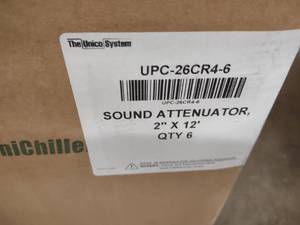 The Unico System
UPC-26CR4-6
UPC-26CR4-6
SOUND ATTENUATOR,
2" X 12'
QTY 6
niChille